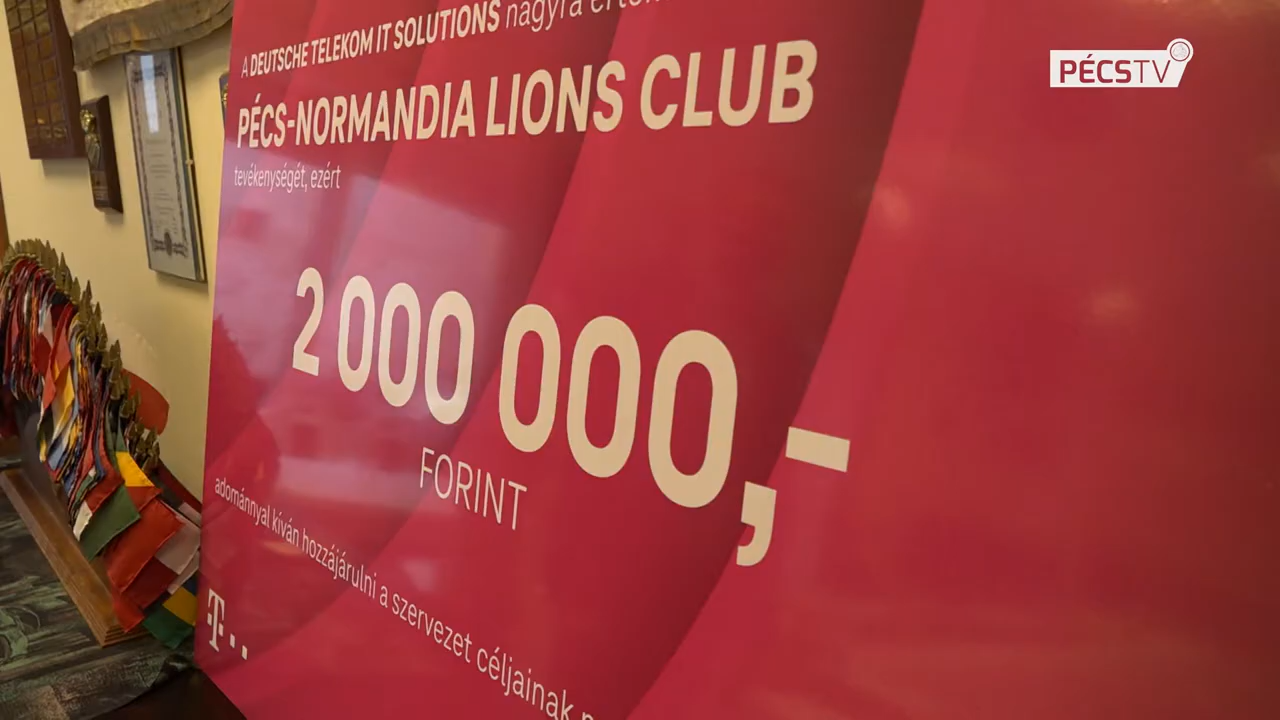 PÉCSTV
A DEUTSCHE TELEKOM IT SOLUTIONS nagyra
PÉCS-NORMANDIA LIONS CLUB
tevékenységét, ezért
2 000 000,-
FORINT
adománnyal kíván hozzájárulni a szervezet céljainak
T